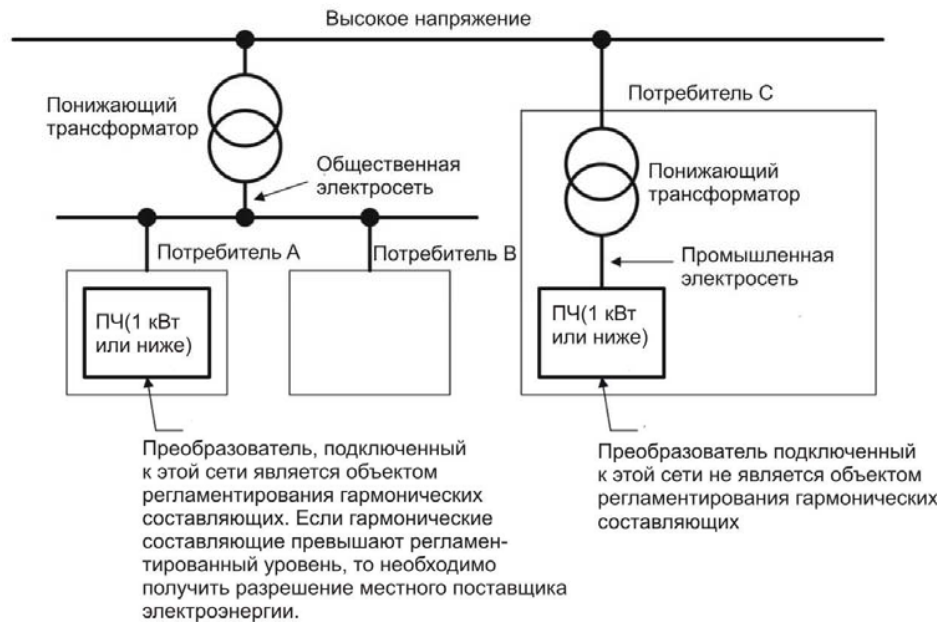 Высокое напряжение
Понижающий
трансформатор
Общественная
электросеть
Потребитель А
Потребитель В
ПЧ(1 кВт
или ниже)
Преобразователь, подключенный
к этой сети является объектом
регламентирования гармонических
составляющих. Если гармонические
составляющие превышают регламен-
тированный уровень, то необходимо
получить разрешение местного поставщика
электроэнергии.
Потребитель С
Понижающий
трансформатор
Промышленная
электросеть
ПЧ(1 кВт
или ниже)
Преобразователь подключенный
к этой сети не является объектом
регламентирования гармонических
составляющих